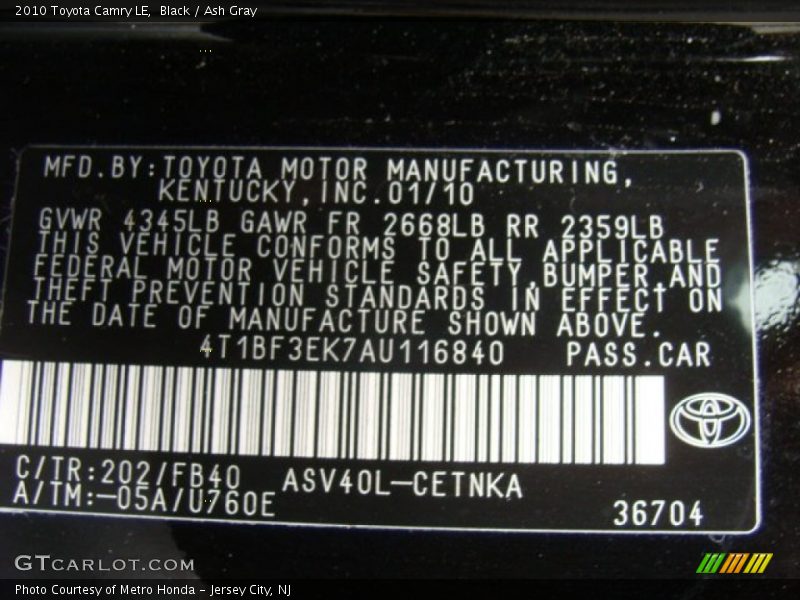 2010 Toyota Camry LE, Black / Ash Gray
MFD.BY:TOYOTA MOTOR MANUFACTURING,
KENTUCKY,INC.01/10
GVWR 4345LB GAWR FR 2668LB RR 2359LB
THIS VEHICLE CONFORMS TO ALL APPLICABLE
FEDERAL MOTOR VEHICLE SAFETY,BUMPER,AND
THEFT PREVENTION STANDARDS IN EFFECT ON
THE DATE OF MANUFACTURE SHOWN ABOVE.
4T1BF3EK7AU116840 PASS.CAR
C/TR:202/FB40 ASV40L-CETNKA
A/TM:-05A/U760E
36704
GTCARLOT.COM
Photo Courtesy of Metro Honda - Jersey City, NJ